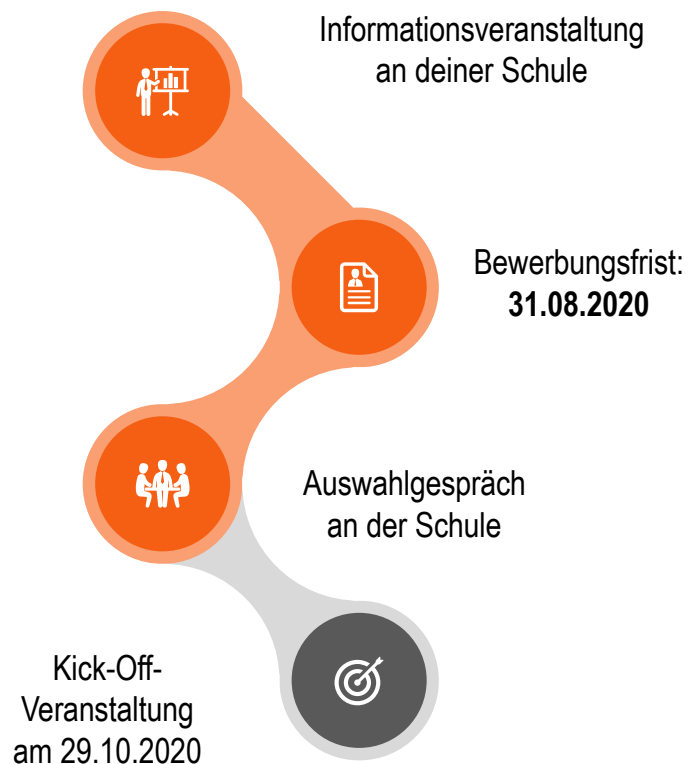 Informationsveranstaltung
an deiner Schule
Bewerbungsfrist:
31.08.2020
Auswahlgespräch
an der Schule
Kick-Off-
Veranstaltung
am 29.10.2020